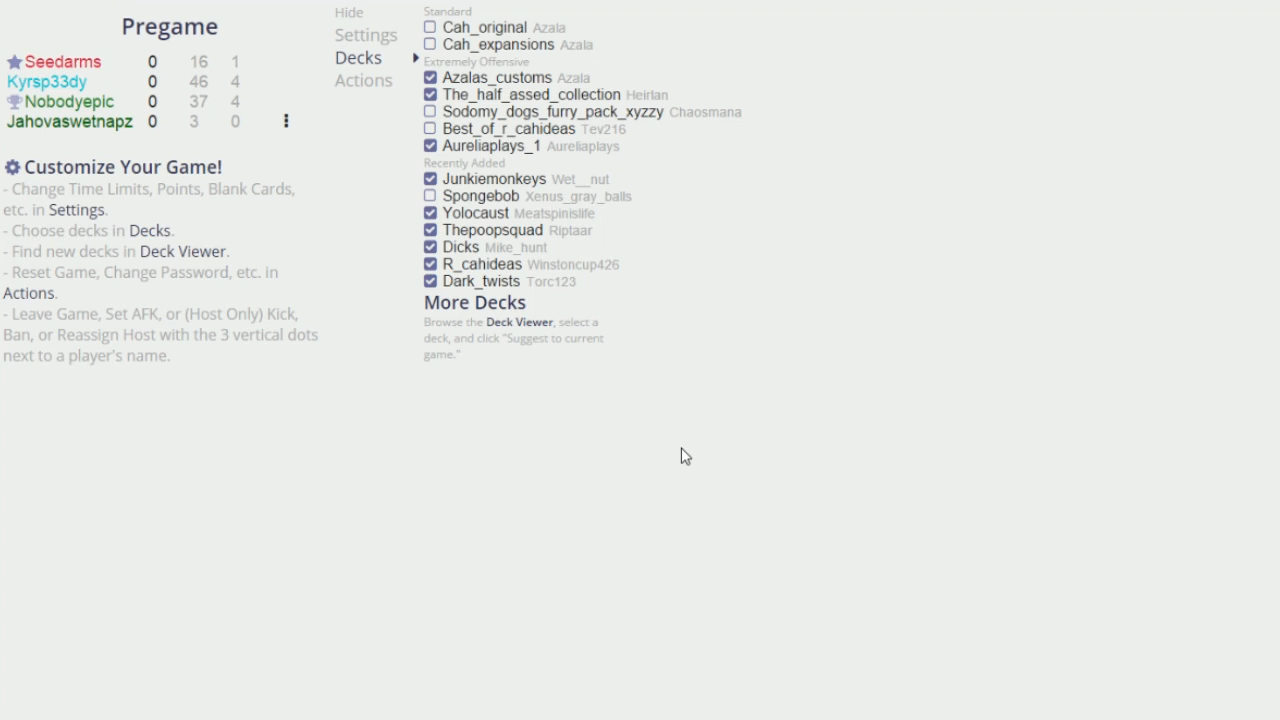 Pregame
Seedarms 0 16 1
Kyrsp33dy 0 46 4
Nobodyepic 0 37 4
Jahovaswetnapz 0 3 0
Customize Your Game!
- Change Time Limits, Points, Blank Cards,
etc. in Settings.
- Choose decks in Decks.
- Find new decks in Deck Viewer.
- Reset Game, Change Password, etc. in
Actions.
- Leave Game, Set AFK, or (Host Only) Kick,
Ban, or Reassign Host with the 3 vertical dots
next to a player's name.
Hide
Settings
Decks
Actions
Standard
Cah_original Azala
Cah_expansions Azala
Extremely Offensive
Azalas_customs Azala
The_half_assed_collection Heirlan
Sodomy_dogs_furry_pack_xyzzy Chaosmana
Best_of_r_cahideas Tev216
Aureliaplays_1 Aureliaplays
Recently Added
Junkiemonkeys Wet__nut
Spongebob Xenus_gray_balls
Yolocaust Meatspinislife
Thepoopsquad Riptaar
Dicks Mike_hunt
R_cahideas Winstoncup426
Dark_twists Torc123
More Decks
Browse the Deck Viewer, select a
deck, and click "Suggest to current
game."